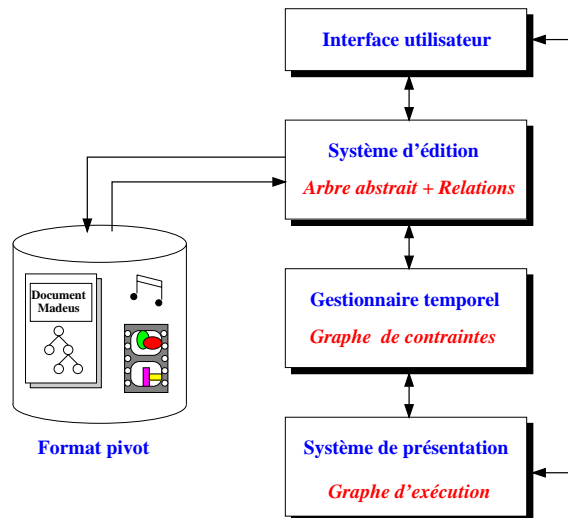 Interface utilisateur
Système d'édition
Arbre abstrait + Relations
Document
Madeus
Gestionnaire temporel
Graphe de contraintes
Format pivot
Système de présentation
Graphe d'exécution